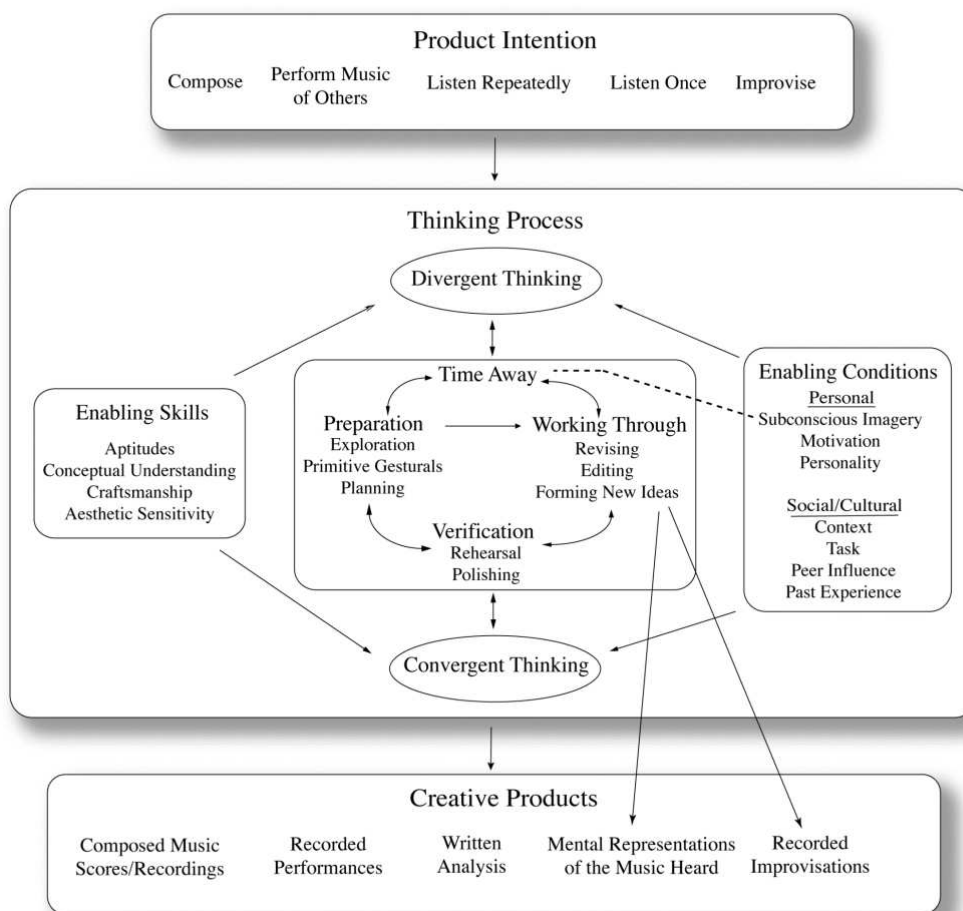 Product Intention
Compose
Perform Music
of Others
Listen Repeatedly
Listen Once
Improvise
Thinking Process
Divergent Thinking
Enabling Skills
Aptitudes
Conceptual Understanding
Craftsmanship
Aesthetic Sensitivity
Time Away
Preparation
Exploration
Primitive Gesturals
Planning
Working Through
Revising
Editing
Forming New Ideas
Verification
Rehearsal
Polishing
Enabling Conditions
Personal
Subconscious Imagery
Motivation
Personality
Social/Cultural
Context
Task
Peer Influence
Past Experience
Convergent Thinking
Creative Products
Composed Music
Scores/Recordings
Recorded
Performances
Written
Analysis
Mental Representations
of the Music Heard
Recorded
Improvisations